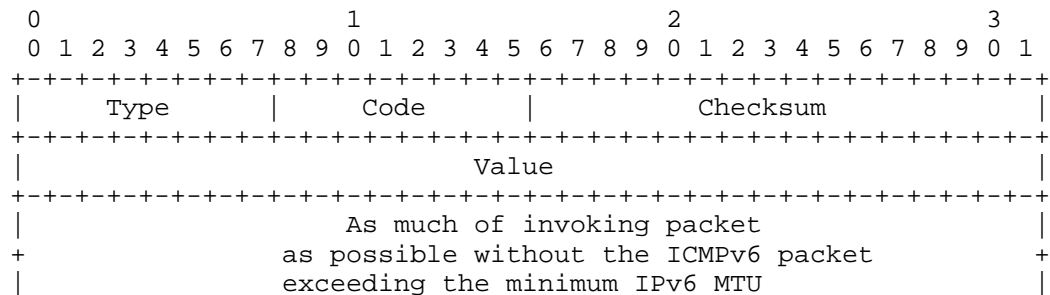 0                   1                   2                   3
0 1 2 3 4 5 6 7 8 9 0 1 2 3 4 5 6 7 8 9 0 1 2 3 4 5 6 7 8 9 0 1
+-+-+-+-+-+-+-+-+-+-+-+-+-+-+-+-+-+-+-+-+-+-+-+-+-+-+-+-+-+-+-+-+
|     Type      |     Code      |          Checksum             |
+-+-+-+-+-+-+-+-+-+-+-+-+-+-+-+-+-+-+-+-+-+-+-+-+-+-+-+-+-+-+-+-+
|                             Value                             |
+-+-+-+-+-+-+-+-+-+-+-+-+-+-+-+-+-+-+-+-+-+-+-+-+-+-+-+-+-+-+-+-+
|                    As much of invoking packet                 |
+                as possible without the ICMPv6 packet          +
|                exceeding the minimum IPv6 MTU                 |